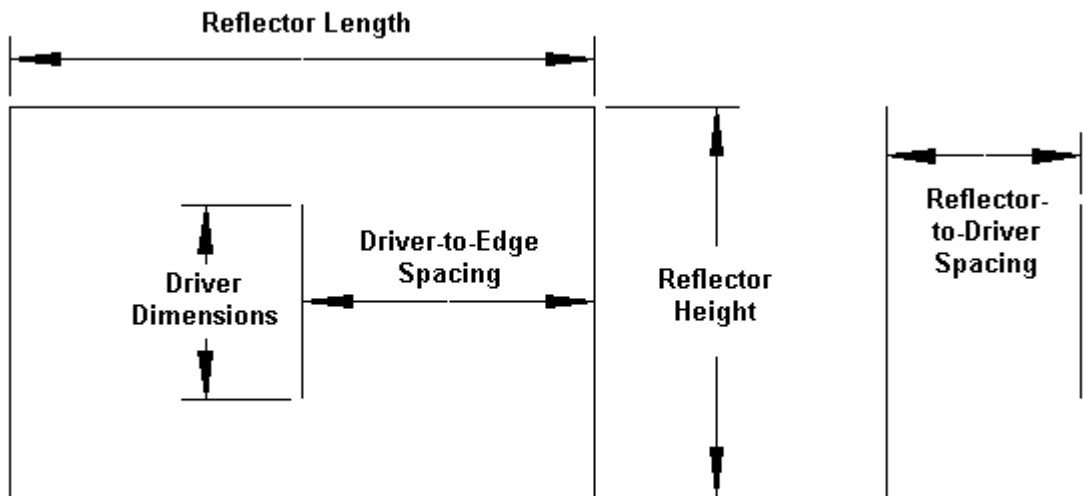 Reflector Length
Driver-to-Edge
Spacing
Driver
Dimensions
Reflector
Height
Reflector-
to-Driver
Spacing